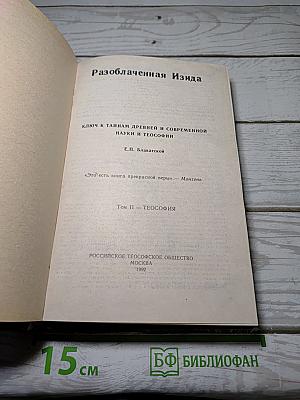 Разоблаченная Изида
КЛЮЧ К ТАЙНАМ ДРЕВНЕЙ И СОВРЕМЕННОЙ
НАУКИ И ТЕОСОФИИ
Е.П. Блаватской
«Это есть книга прекрасной веры». — Монтень
Том II — ТЕОСОФИЯ
РОССИЙСКОЕ ТЕОСОФСКОЕ ОБЩЕСТВО
МОСКВА
1992
15 см
БФ БИБЛИОФАН